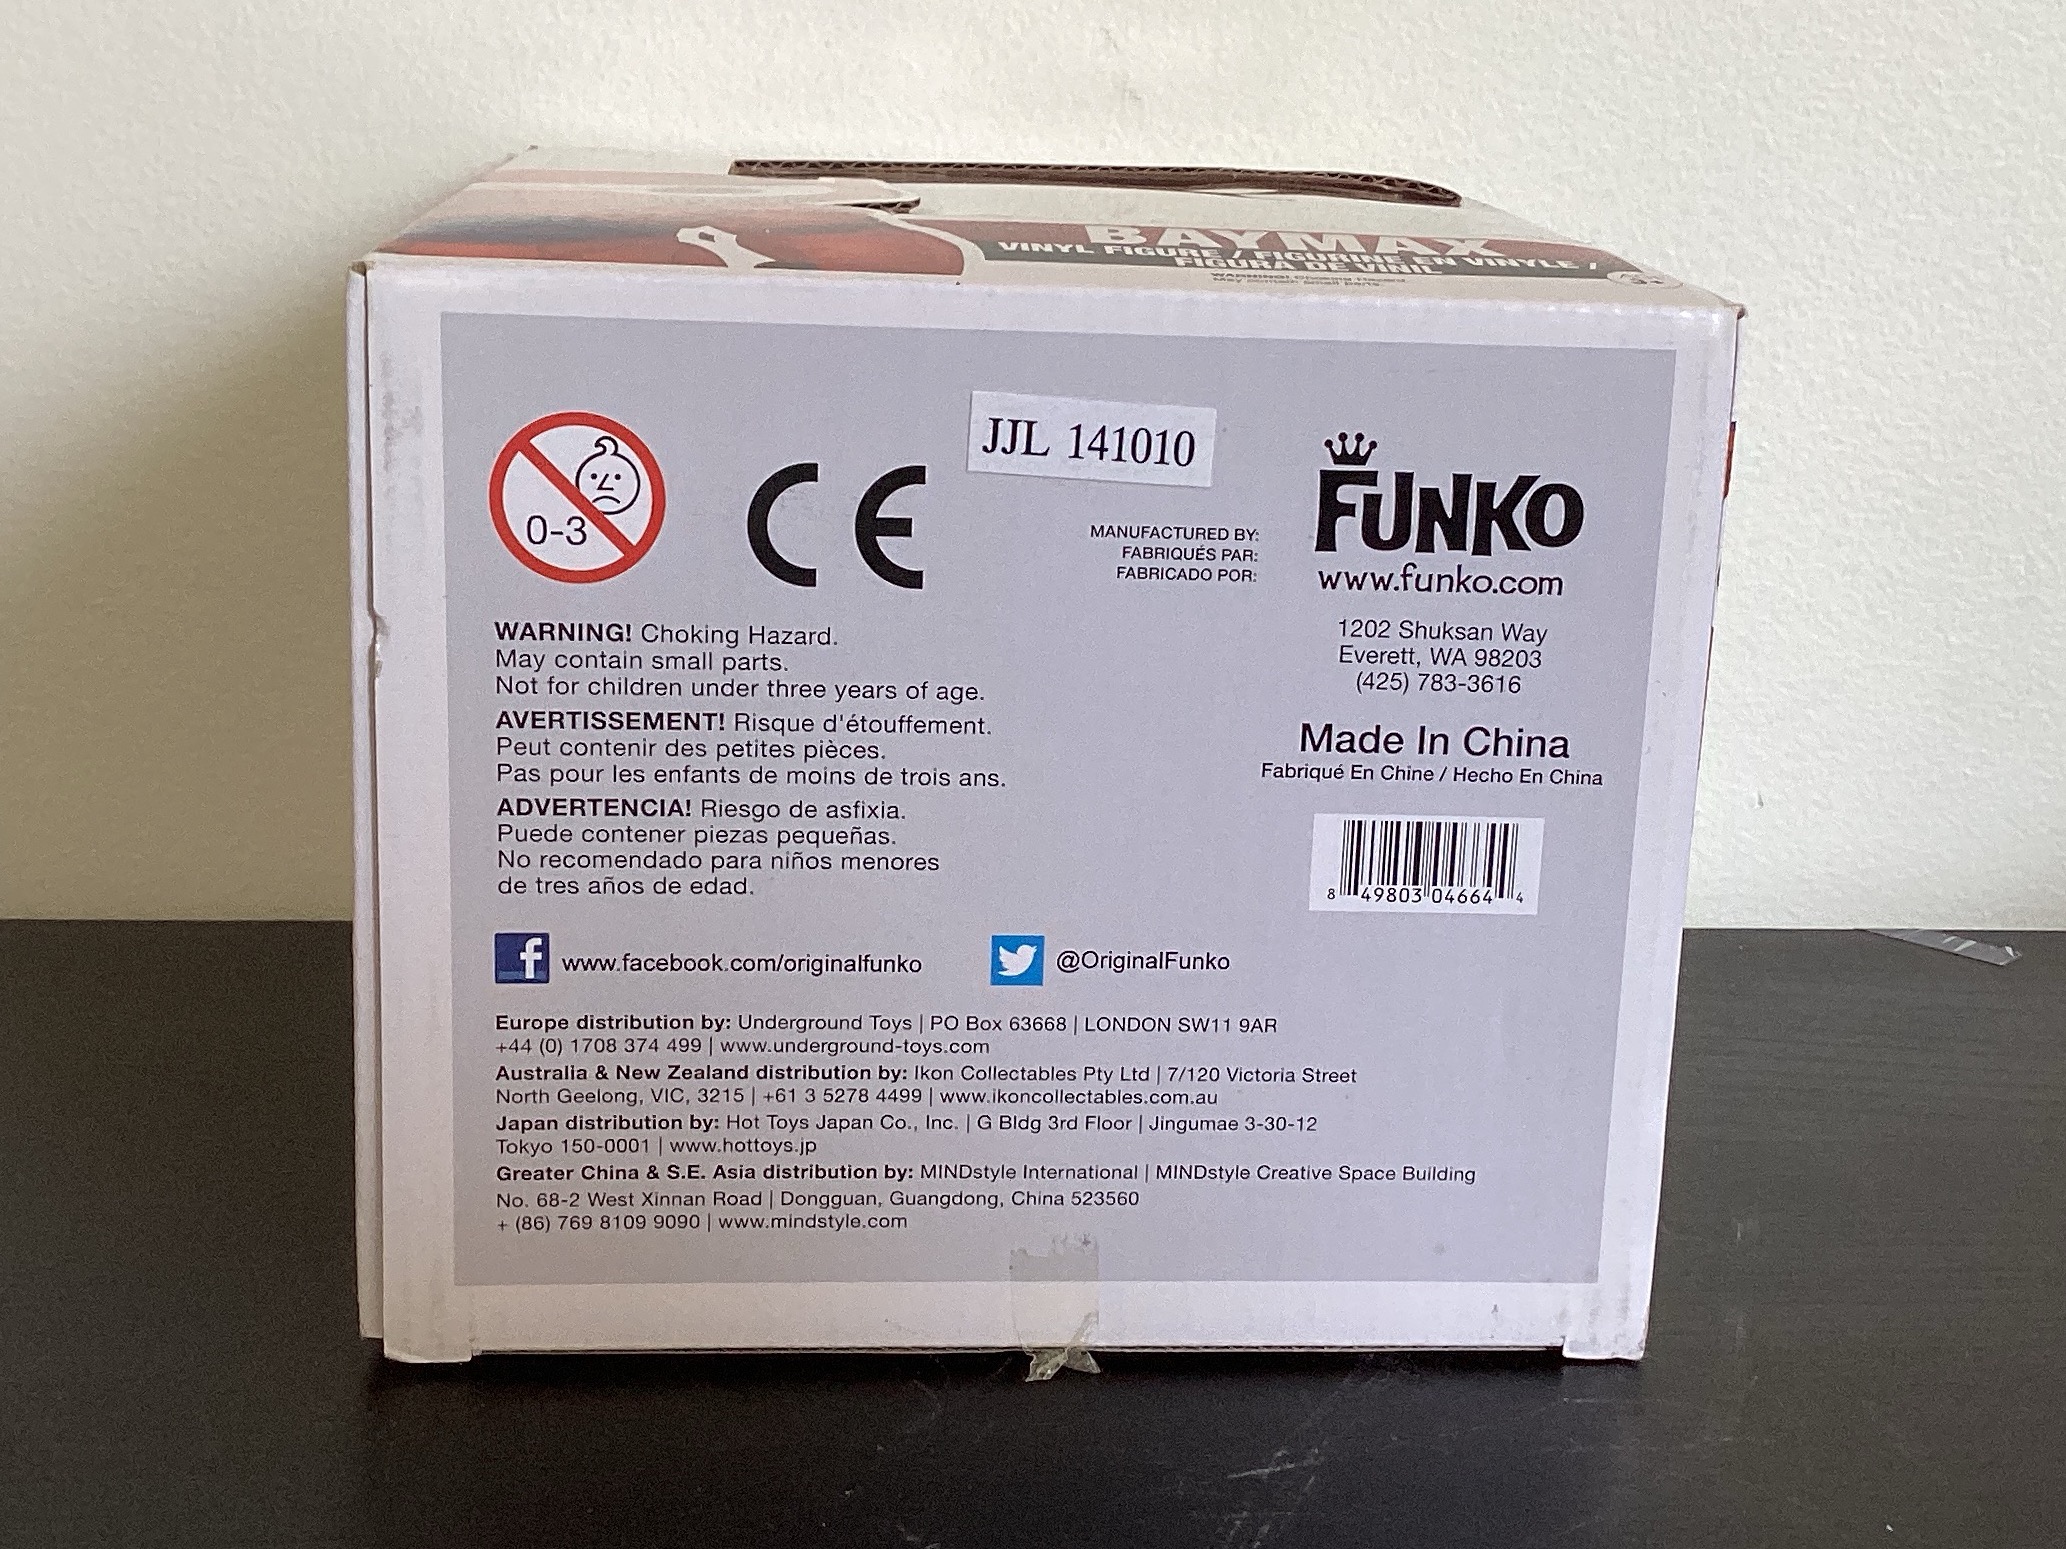 BAYMAX
VINYL FIGURE / FIGURINE EN VINYLE /
FIGURA DE VINIL
WARNING! Choking Hazard
May contain small parts.
3+
0-3
CE
JJL 141010
MANUFACTURED BY:
FABRIQUÉS PAR:
FABRICADO POR:
FUNKO
www.funko.com
1202 Shuksan Way
Everett, WA 98203
(425) 783-3616
Made In China
Fabriqué En Chine / Hecho En China
8 49803 04664 4
WARNING! Choking Hazard.
May contain small parts.
Not for children under three years of age.
AVERTISSEMENT! Risque d'étouffement.
Peut contenir des petites pièces.
Pas pour les enfants de moins de trois ans.
ADVERTENCIA! Riesgo de asfixia.
Puede contener piezas pequeñas.
No recomendado para niños menores
de tres años de edad.
f www.facebook.com/originalfunko
@OriginalFunko
Europe distribution by: Underground Toys | PO Box 63668 | LONDON SW11 9AR
+44 (0) 1708 374 499 | www.underground-toys.com
Australia & New Zealand distribution by: Ikon Collectables Pty Ltd | 7/120 Victoria Street
North Geelong, VIC, 3215 | +61 3 5278 4499 | www.ikoncollectables.com.au
Japan distribution by: Hot Toys Japan Co., Inc. | G Bldg 3rd Floor | Jingumae 3-30-12
Tokyo 150-0001 | www.hottoys.jp
Greater China & S.E. Asia distribution by: MINDstyle International | MINDstyle Creative Space Building
No. 68-2 West Xinnan Road | Dongguan, Guangdong, China 523560
+ (86) 769 8109 9090 | www.mindstyle.com